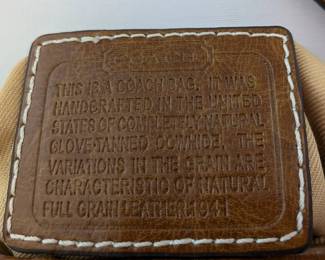 COACH
THIS IS A COACH BAG. IT WAS
HANDCRAFTED IN THE UNITED
STATES OF COMPLETELY NATURAL
GLOVE-TANNED COWHIDE. THE
VARIATIONS IN THE GRAIN ARE
CHARACTERISTIC OF NATURAL
FULL GRAIN LEATHER.1941